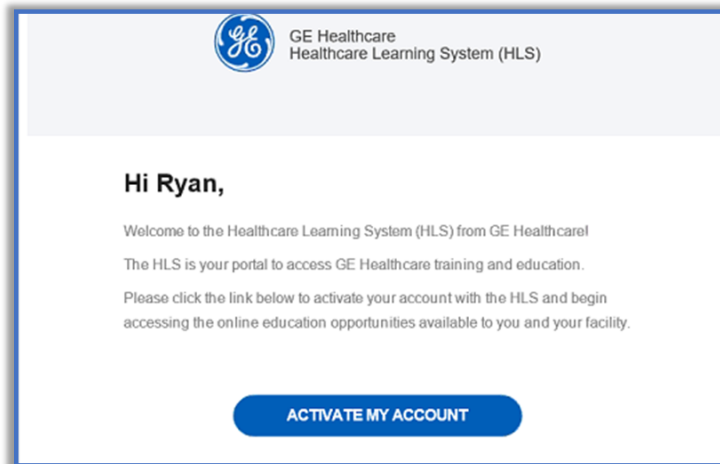 GE
GE Healthcare
Healthcare Learning System (HLS)
Hi Ryan,
Welcome to the Healthcare Learning System (HLS) from GE Healthcare!
The HLS is your portal to access GE Healthcare training and education.
Please click the link below to activate your account with the HLS and begin
accessing the online education opportunities available to you and your facility.
ACTIVATE MY ACCOUNT